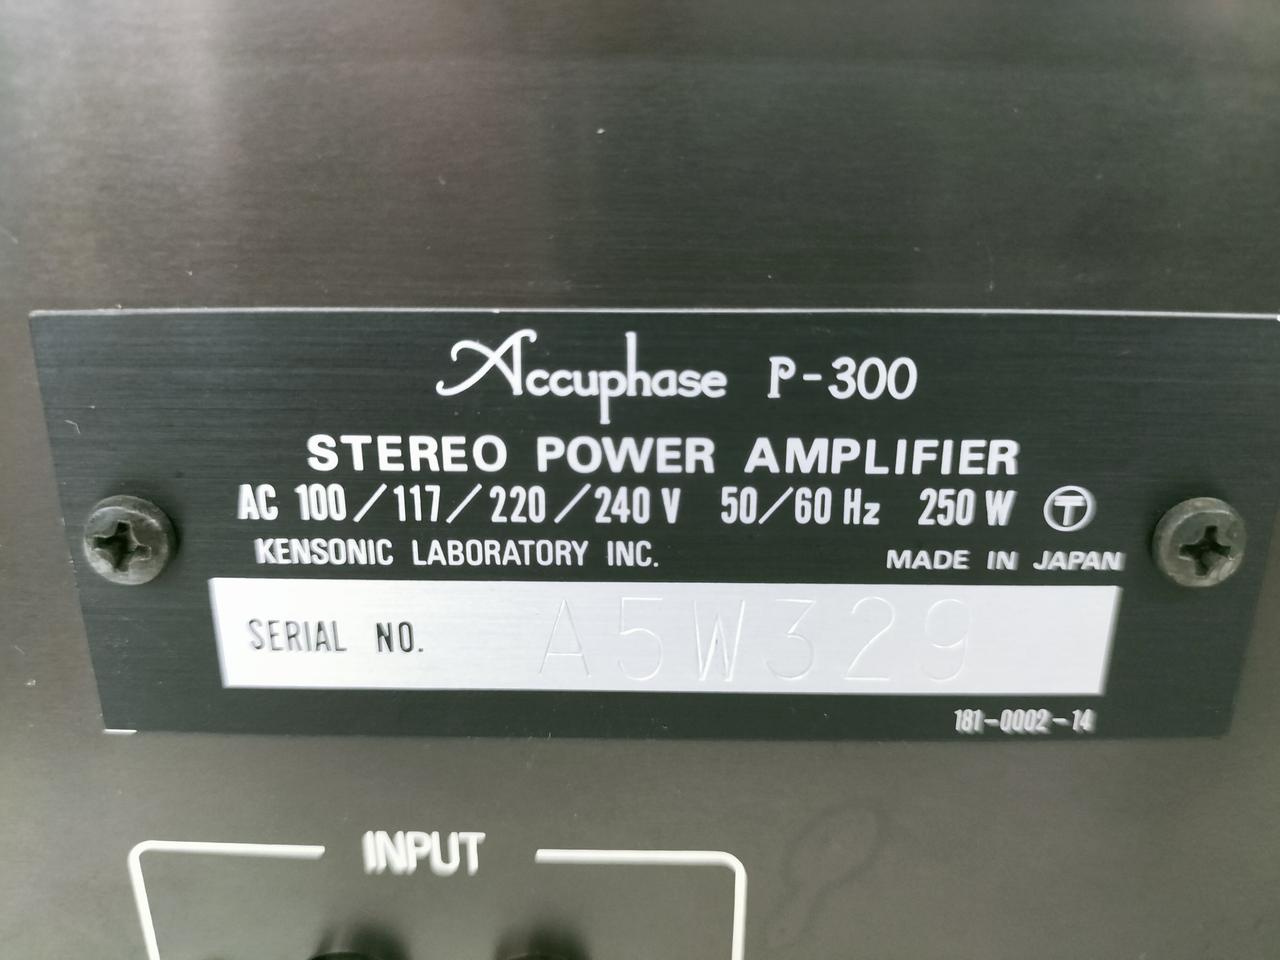 Accuphase P-300
STEREO POWER AMPLIFIER
AC 100/117/220/240 V 50/60 Hz 250 W T
KENSONIC LABORATORY INC. MADE IN JAPAN
SERIAL NO. A5W329
181-0002-14
INPUT